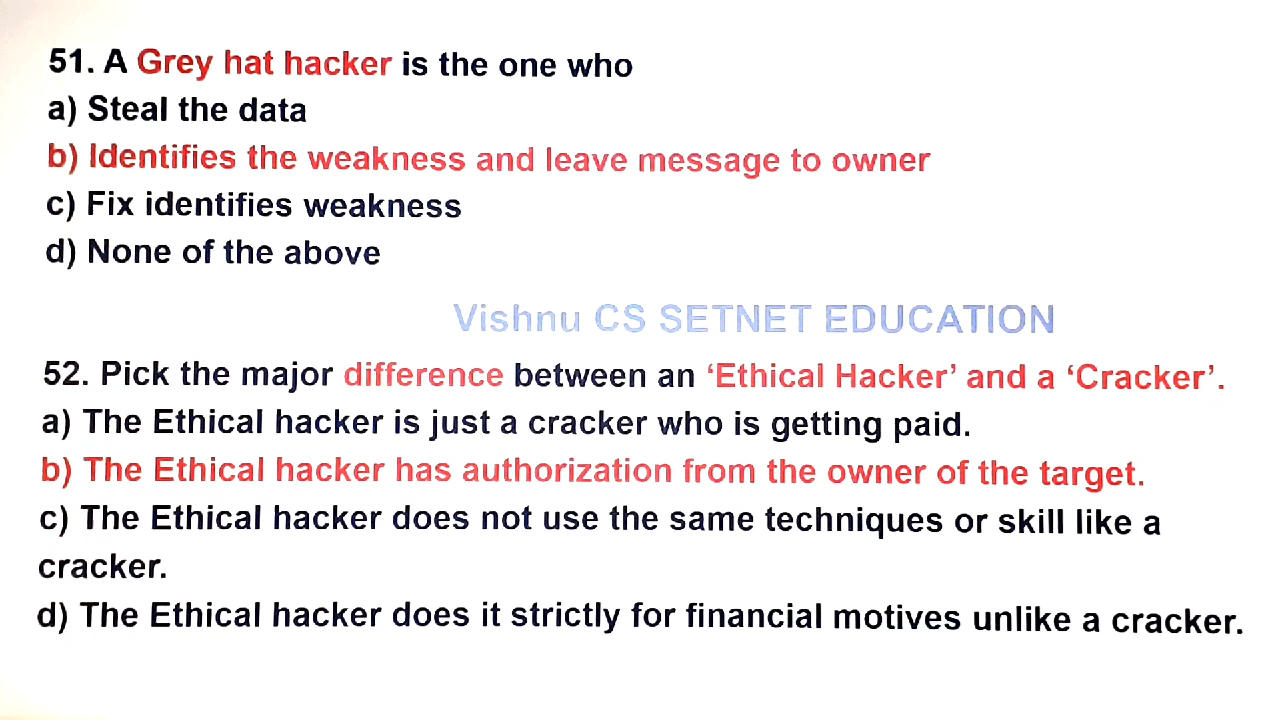 51. A Grey hat hacker is the one who
a) Steal the data
b) Identifies the weakness and leave message to owner
c) Fix identifies weakness
d) None of the above
Vishnu CS SETNET EDUCATION
52. Pick the major difference between an ‘Ethical Hacker’ and a ‘Cracker’.
a) The Ethical hacker is just a cracker who is getting paid.
b) The Ethical hacker has authorization from the owner of the target.
c) The Ethical hacker does not use the same techniques or skill like a
cracker.
d) The Ethical hacker does it strictly for financial motives unlike a cracker.